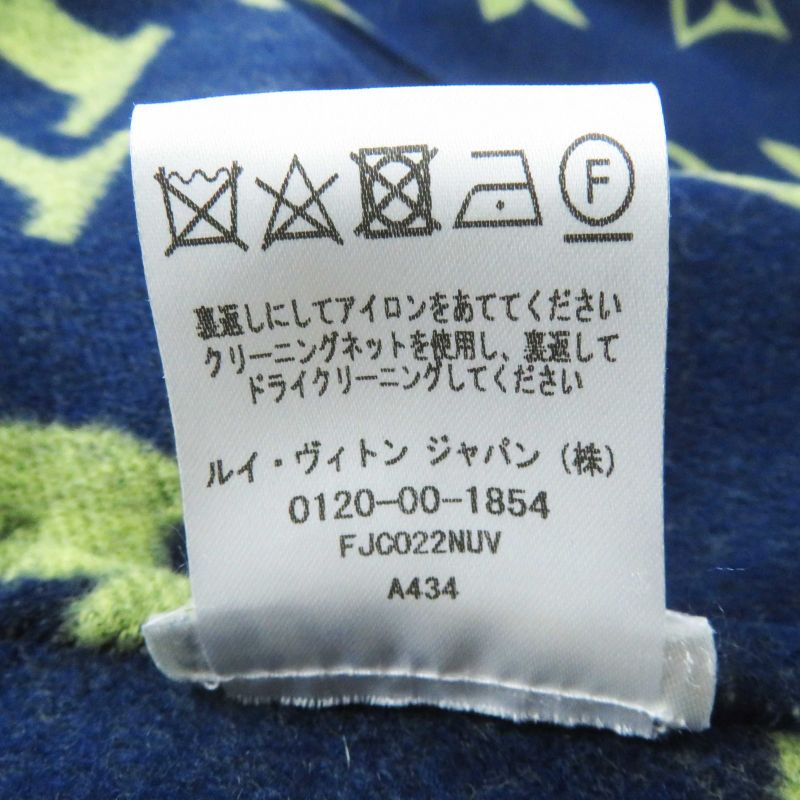 F
裏返しにしてアイロンをあててください
クリーニングネットを使用し、裏返して
ドライクリーニングしてください
ルイ・ヴィトン ジャパン (株)
0120-00-1854
FJC022NUV
A434